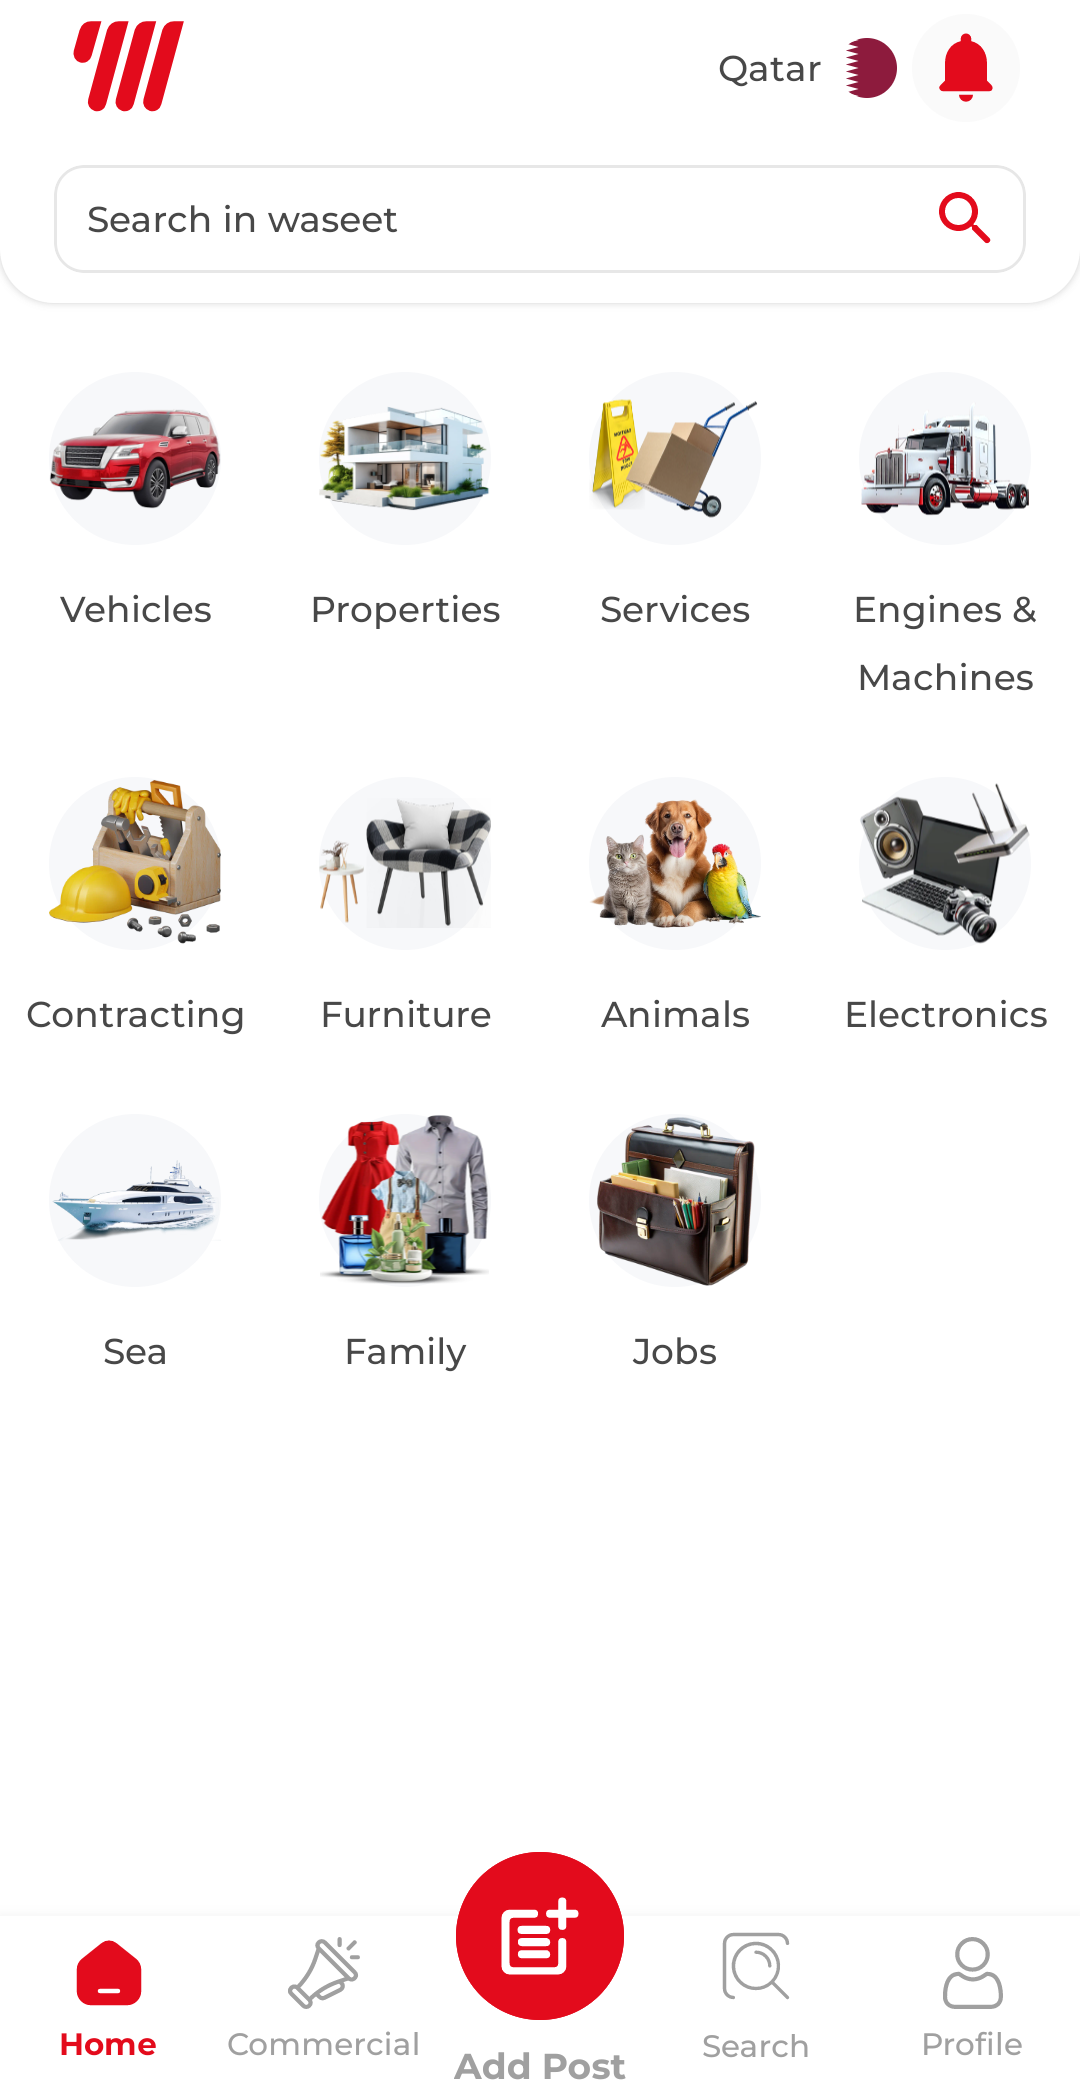 Qatar
Search in waseet
Vehicles
Properties
Services
Engines &
Machines
Contracting
Furniture
Animals
Electronics
Sea
Family
Jobs
Home
Commercial
Add Post
Search
Profile